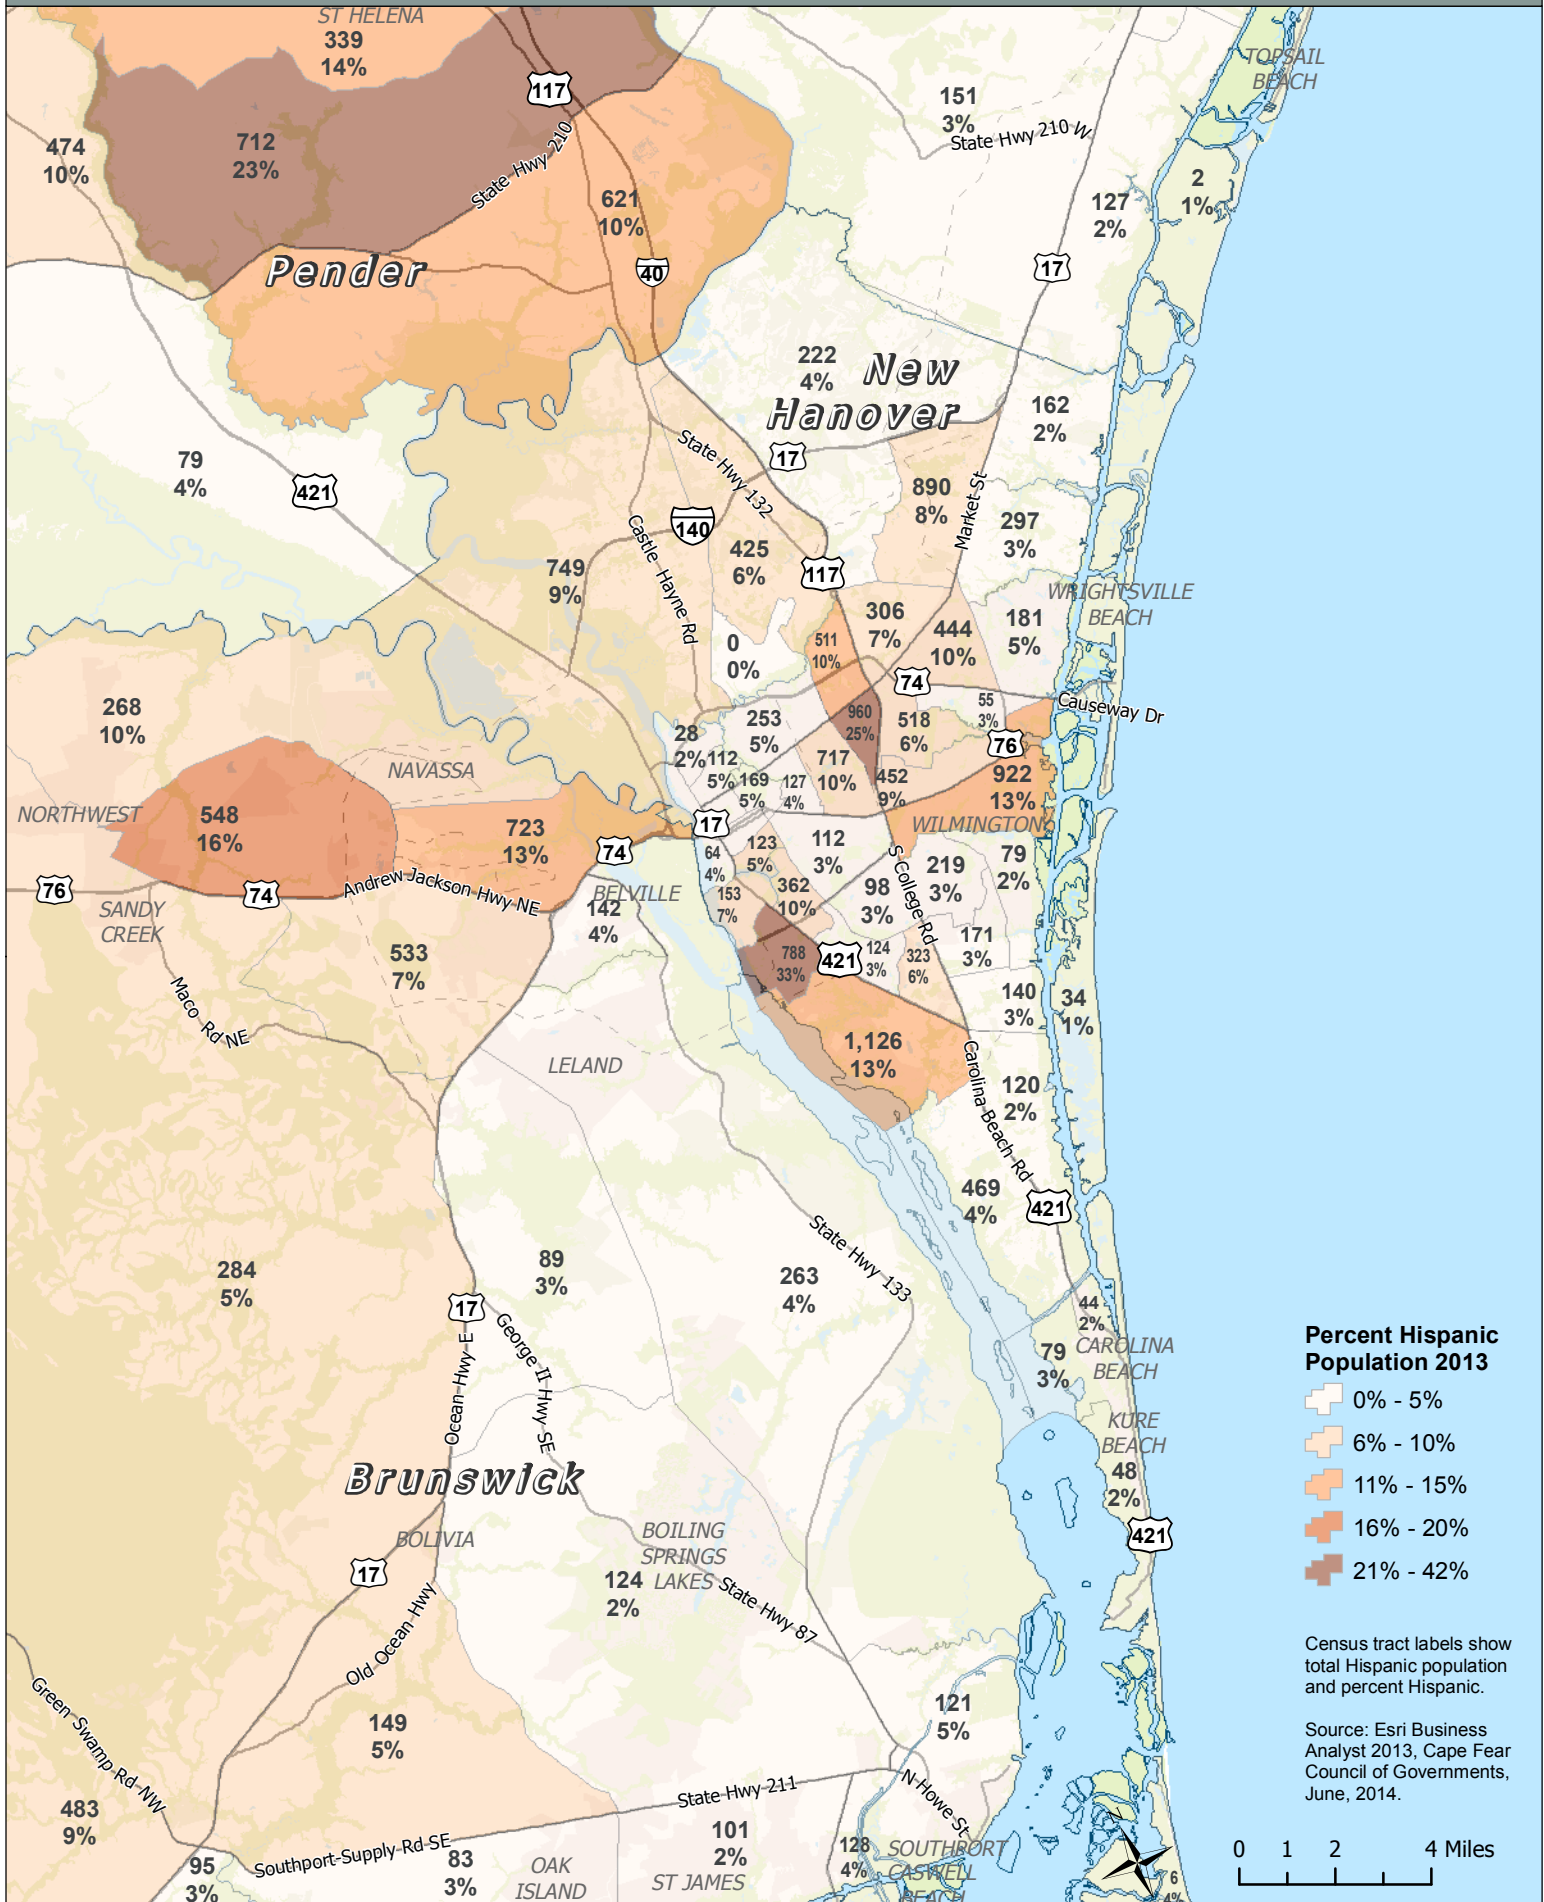 ST HELENA
339
14%
TOPSAIL
BEACH
117
151
3%
State Hwy 210 W
474
10%
712
23%
State Hwy 210
621
10%
2
1%
127
2%
17
Pender
40
222
4%
New
Hanover
162
2%
79
4%
421
17
State Hwy 132
890
8%
Market St
297
3%
140
Castle Hayne Rd
425
6%
117
749
9%
WRIGHTSVILLE
BEACH
306
7%
181
5%
444
10%
511
10%
0
0%
74
268
10%
Causeway Dr
55
3%
960
25%
518
6%
253
5%
28
2%
76
112
5%
717
10%
169
5%
127
4%
452
9%
922
13%
NAVASSA
NORTHWEST
548
16%
723
13%
17
WILMINGTON
74
123
5%
112
3%
64
4%
S College Rd
219
3%
79
2%
76
74
Andrew Jackson Hwy NE
BELVILLE
142
4%
153
7%
362
10%
98
3%
SANDY
CREEK
533
7%
788
33%
421
124
3%
323
6%
171
3%
Maco Rd NE
140
3%
34
1%
1,126
13%
LELAND
Carolina Beach Rd
120
2%
469
4%
421
State Hwy 133
284
5%
89
3%
263
4%
17
George II Hwy SE
Ocean Hwy E
44
2%
79
3%
CAROLINA
BEACH
KURE
BEACH
48
2%
421
Brunswick
BOLIVIA
BOILING
SPRINGS
LAKES
124
2%
State Hwy 87
17
Old Ocean Hwy
Green Swamp Rd NW
149
5%
121
5%
State Hwy 211
N Howe St
483
9%
Southport-Supply Rd SE
95
3%
83
3%
OAK
ISLAND
101
2%
ST JAMES
128
4%
SOUTHPORT
CASWELL
BEACH
6
4%
Percent Hispanic
Population 2013
0% - 5%
6% - 10%
11% - 15%
16% - 20%
21% - 42%
Census tract labels show
total Hispanic population
and percent Hispanic.
Source: Esri Business
Analyst 2013, Cape Fear
Council of Governments,
June, 2014.
0 1 2 4 Miles